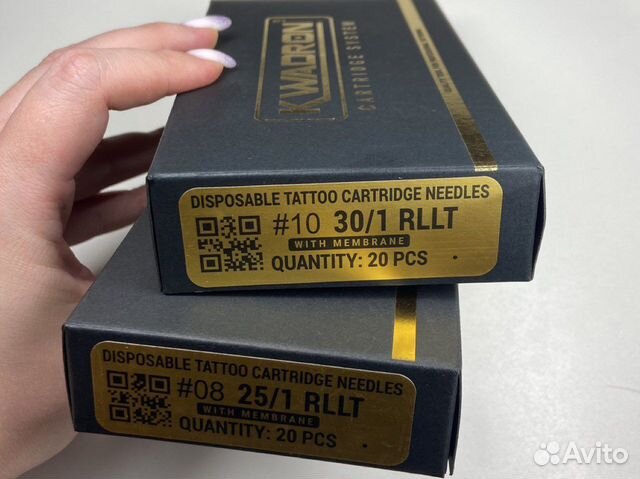 KWADRON
CARTRIDGE SYSTEM
DISPOSABLE TATTOO CARTRIDGE NEEDLES
#10 30/1 RLLT
WITH MEMBRANE
QUANTITY: 20 PCS
DISPOSABLE TATTOO CARTRIDGE NEEDLES
#08 25/1 RLLT
WITH MEMBRANE
QUANTITY: 20 PCS
Avito